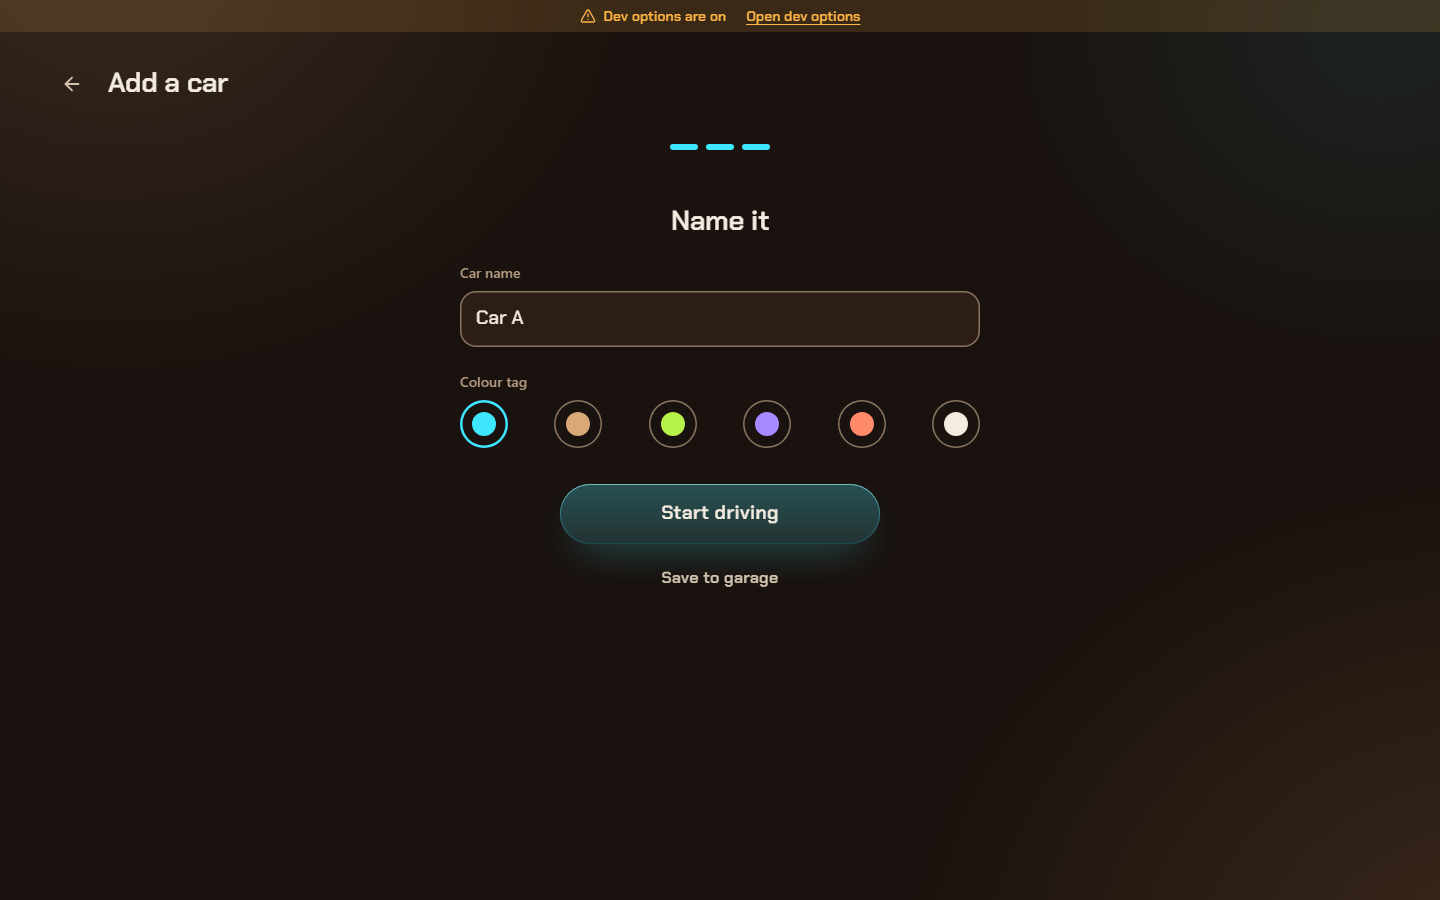 Dev options are on Open dev options
Add a car
Name it
Car name
Car A
Colour tag
Start driving
Save to garage